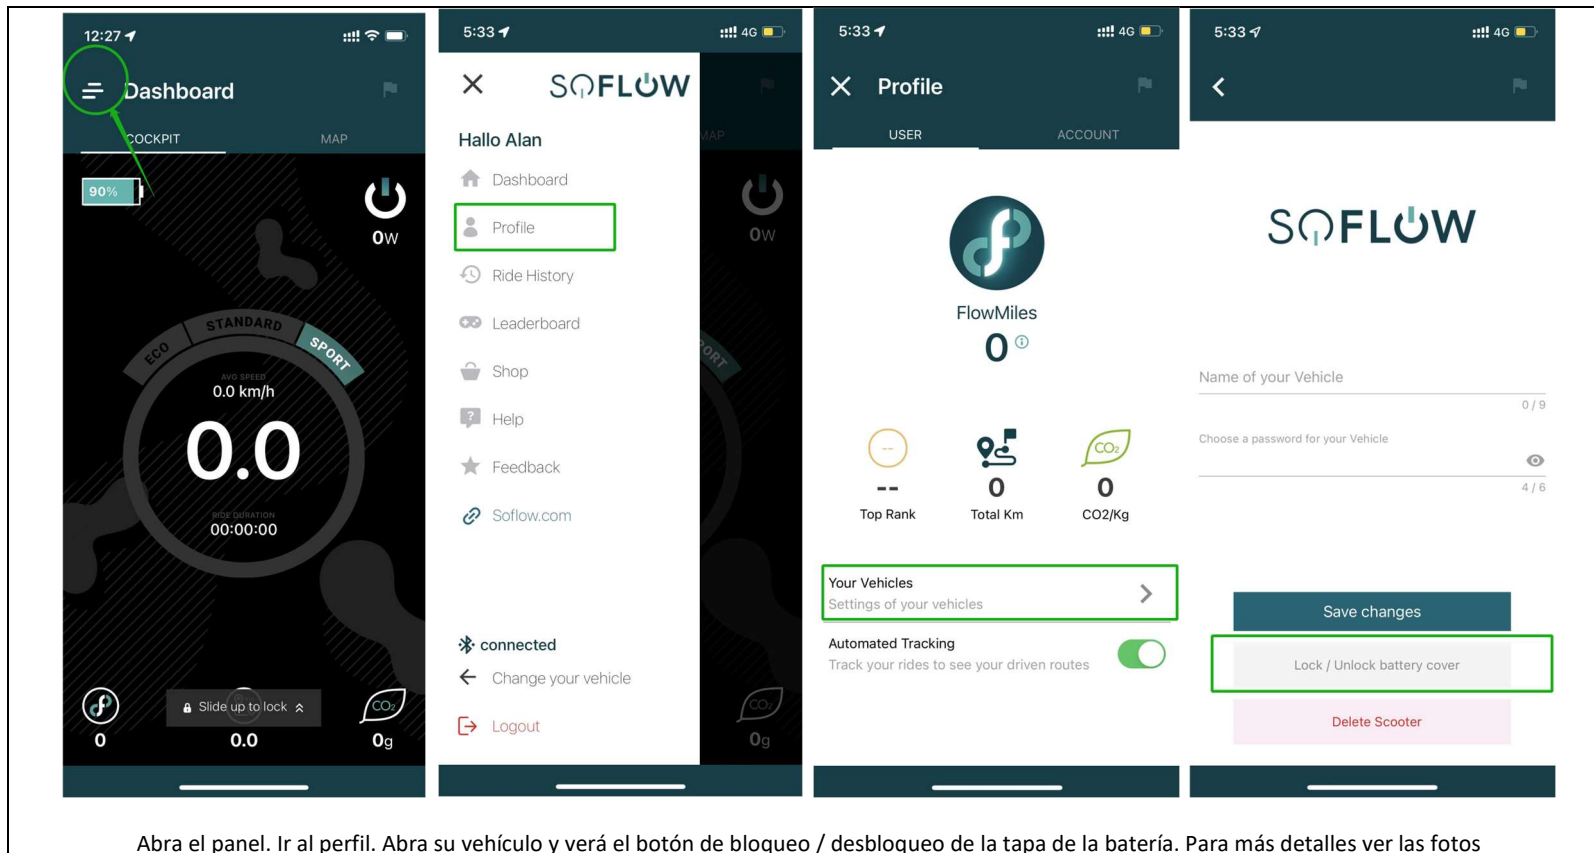 12:27
Dashboard
COCKPIT MAP
90%
0W
ECO STANDARD SPORT
AVG SPEED
0.0 km/h
0.0
RIDE DURATION
00:00:00
Slide up to lock
CO2
0 0.0 0g
5:33 4G
SOFLOW
MAP
Hallo Alan
Dashboard
Profile
0W
Ride History
Leaderboard
Shop
Help
Feedback
Soflow.com
connected
Change your vehicle
Logout
CO2
0g
5:33 4G
Profile
USER ACCOUNT
FlowMiles
0
--
CO2
-- 0 0
Top Rank Total Km CO2/Kg
Your Vehicles
Settings of your vehicles
Automated Tracking
Track your rides to see your driven routes
5:33 4G
SOFLOW
Name of your Vehicle
0 / 9
Choose a password for your Vehicle
4 / 6
Save changes
Lock / Unlock battery cover
Delete Scooter
Abra el panel. Ir al perfil. Abra su vehículo y verá el botón de bloqueo / desbloqueo de la tapa de la batería. Para más detalles ver las fotos